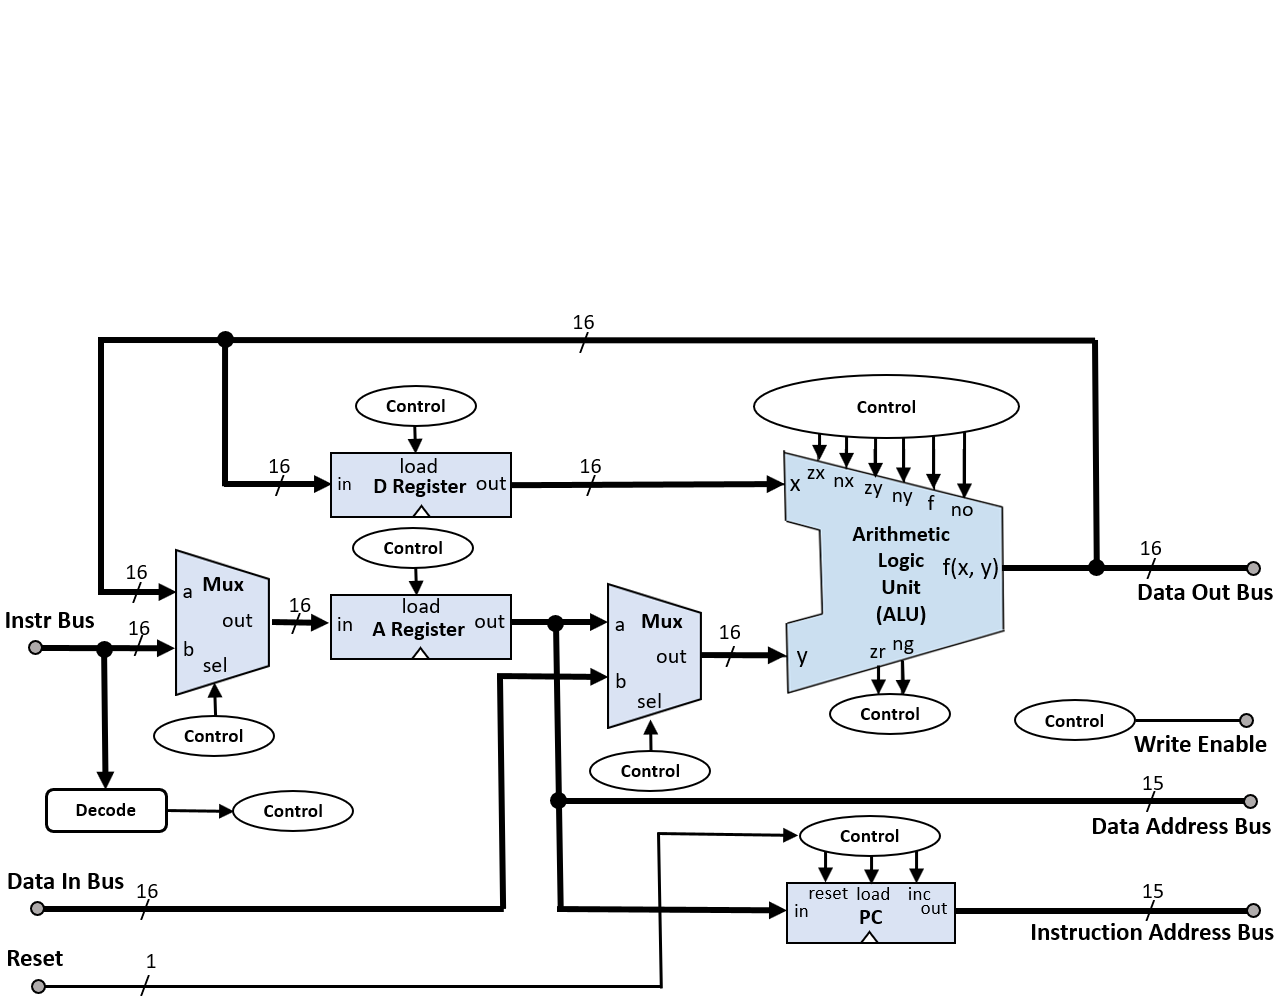 16
Control
Control
16
load
in
D Register
out
16
x
zx
nx
zy
ny
f
no
Control
Arithmetic
Logic
Unit
(ALU)
f(x, y)
16
Data Out Bus
16
a
Mux
out
b
sel
Instr Bus
16
16
Control
load
in
A Register
out
a
Mux
out
b
sel
16
y
zr
ng
Control
Control
Control
Write Enable
Control
Decode
Control
15
Data Address Bus
Control
Data In Bus
16
reset
load
inc
in
PC
out
15
Instruction Address Bus
Reset
1